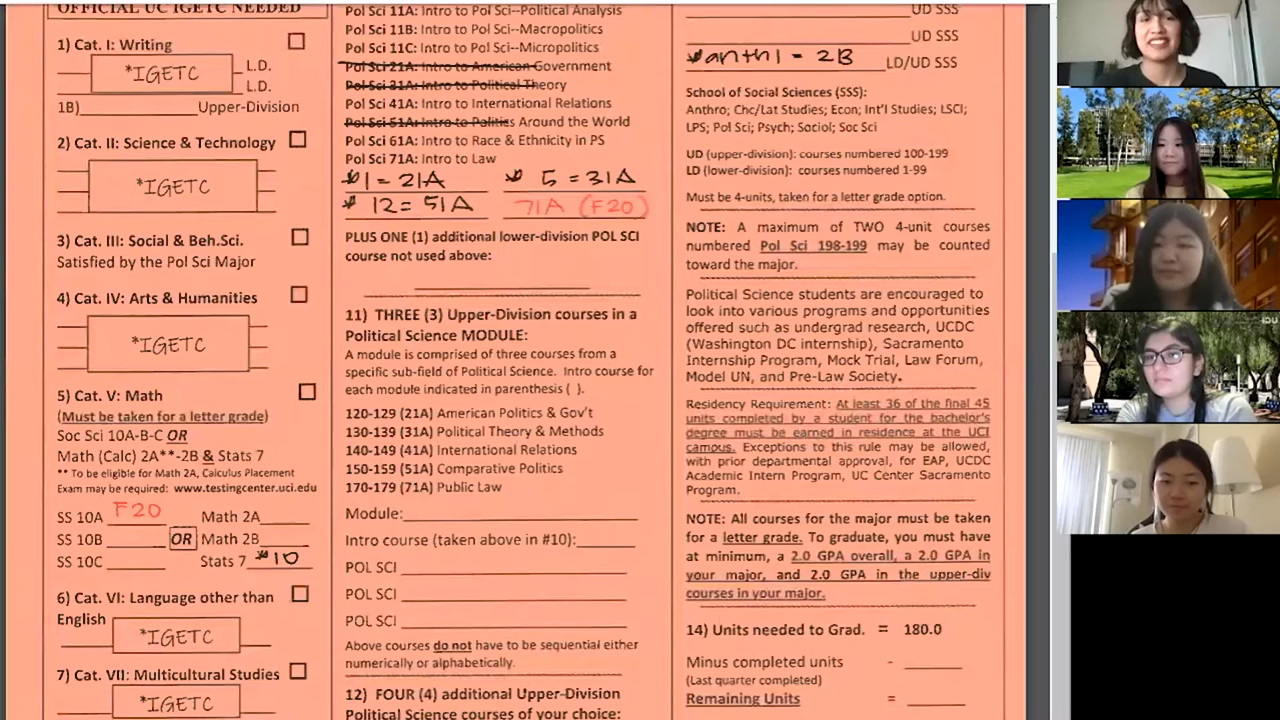 OFFICIAL UC IGETC NEEDED
1) Cat. I: Writing
*IGETC
L.D.
L.D.
1B) Upper-Division
2) Cat. II: Science & Technology
*IGETC
3) Cat. III: Social & Beh.Sci.
Satisfied by the Pol Sci Major
4) Cat. IV: Arts & Humanities
*IGETC
5) Cat. V: Math
(Must be taken for a letter grade)
Soc Sci 10A-B-C OR
Math (Calc) 2A**-2B & Stats 7
** To be eligible for Math 2A, Calculus Placement
Exam may be required: www.testingcenter.uci.edu
SS 10A F20 Math 2A
SS 10B OR Math 2B
SS 10C Stats 7 *10
6) Cat. VI: Language other than
English
*IGETC
7) Cat. VII: Multicultural Studies
*IGETC
Pol Sci 11A: Intro to Pol Sci--Political Analysis
Pol Sci 11B: Intro to Pol Sci--Macropolitics
Pol Sci 11C: Intro to Pol Sci--Micropolitics
Pol Sci 21A: Intro to American Government
Pol Sci 31A: Intro to Political Theory
Pol Sci 41A: Intro to International Relations
Pol Sci 51A: Intro to Politics Around the World
Pol Sci 61A: Intro to Race & Ethnicity in PS
Pol Sci 71A: Intro to Law
*1 = 21A * 5 = 31A
* 12 = 51A 71A (F20)
PLUS ONE (1) additional lower-division POL SCI
course not used above:
11) THREE (3) Upper-Division courses in a
Political Science MODULE:
A module is comprised of three courses from a
specific sub-field of Political Science. Intro course for
each module indicated in parenthesis ( ).
120-129 (21A) American Politics & Gov't
130-139 (31A) Political Theory & Methods
140-149 (41A) International Relations
150-159 (51A) Comparative Politics
170-179 (71A) Public Law
Module:
Intro course (taken above in #10):
POL SCI
POL SCI
POL SCI
Above courses do not have to be sequential either
numerically or alphabetically.
12) FOUR (4) additional Upper-Division
Political Science courses of your choice:
UD SSS
UD SSS
*anth 1 = 2B LD/UD SSS
School of Social Sciences (SSS):
Anthro; Chc/Lat Studies; Econ; Int'l Studies; LSCI;
LPS; Pol Sci; Psych; Sociol; Soc Sci
UD (upper-division): courses numbered 100-199
LD (lower-division): courses numbered 1-99
Must be 4-units, taken for a letter grade option.
NOTE: A maximum of TWO 4-unit courses
numbered Pol Sci 198-199 may be counted
toward the major.
Political Science students are encouraged to
look into various programs and opportunities
offered such as undergrad research, UCDC
(Washington DC internship), Sacramento
Internship Program, Mock Trial, Law Forum,
Model UN, and Pre-Law Society.
Residency Requirement: At least 36 of the final 45
units completed by a student for the bachelor's
degree must be earned in residence at the UCI
campus. Exceptions to this rule may be allowed,
with prior departmental approval, for EAP, UCDC
Academic Intern Program, UC Center Sacramento
Program.
NOTE: All courses for the major must be taken
for a letter grade. To graduate, you must have
at minimum, a 2.0 GPA overall, a 2.0 GPA in
your major, and 2.0 GPA in the upper-div
courses in your major.
14) Units needed to Grad. = 180.0
Minus completed units -
(Last quarter completed)
Remaining Units =